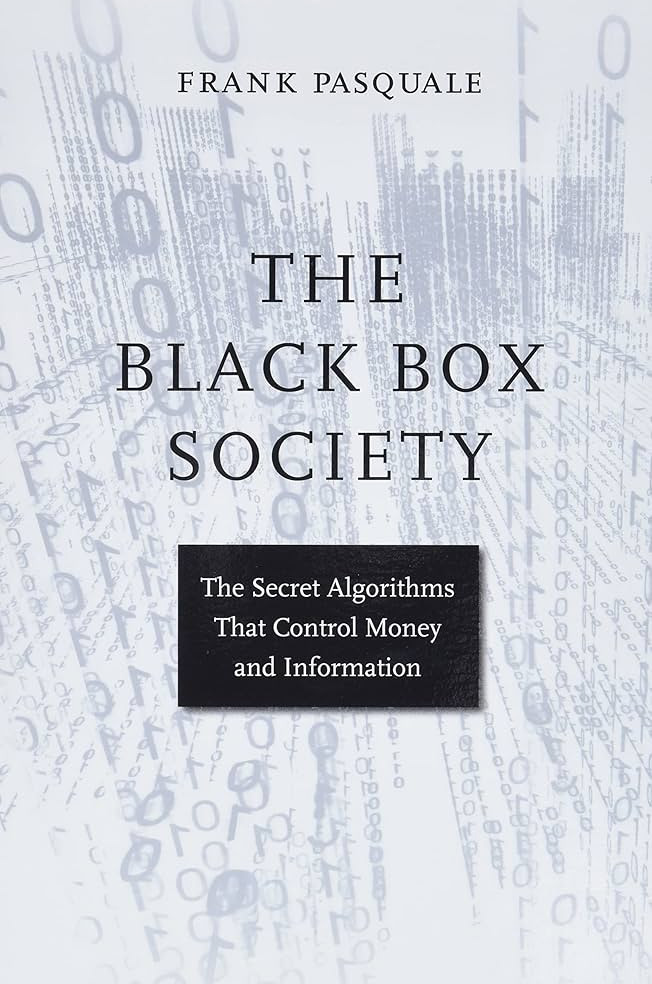 FRANK PASQUALE
THE
BLACK BOX
SOCIETY
The Secret Algorithms
That Control Money
and Information